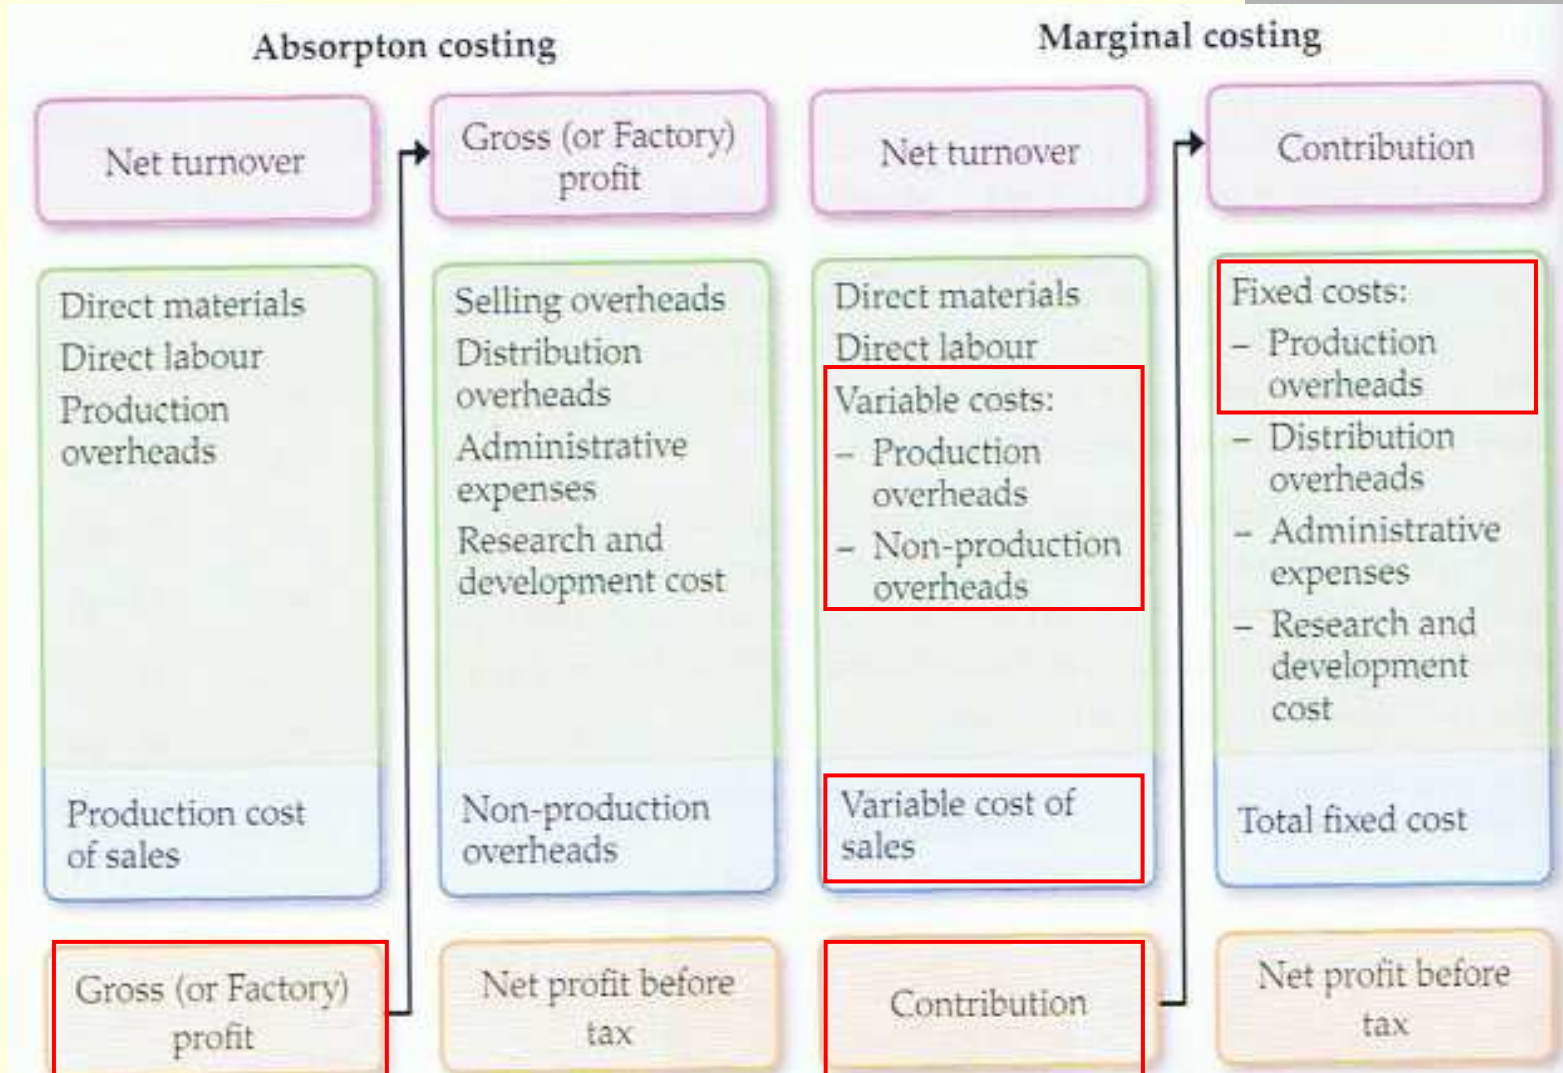 Absorpton costing
Net turnover
Direct materials
Direct labour
Production
overheads
Production cost
of sales
Gross (or Factory)
profit
Gross (or Factory)
profit
Selling overheads
Distribution
overheads
Administrative
expenses
Research and
development cost
Non-production
overheads
Net profit before
tax
Marginal costing
Net turnover
Direct materials
Direct labour
Variable costs:
– Production
overheads
– Non-production
overheads
Variable cost of
sales
Contribution
Contribution
Fixed costs:
– Production
overheads
– Distribution
overheads
– Administrative
expenses
– Research and
development
cost
Total fixed cost
Net profit before
tax